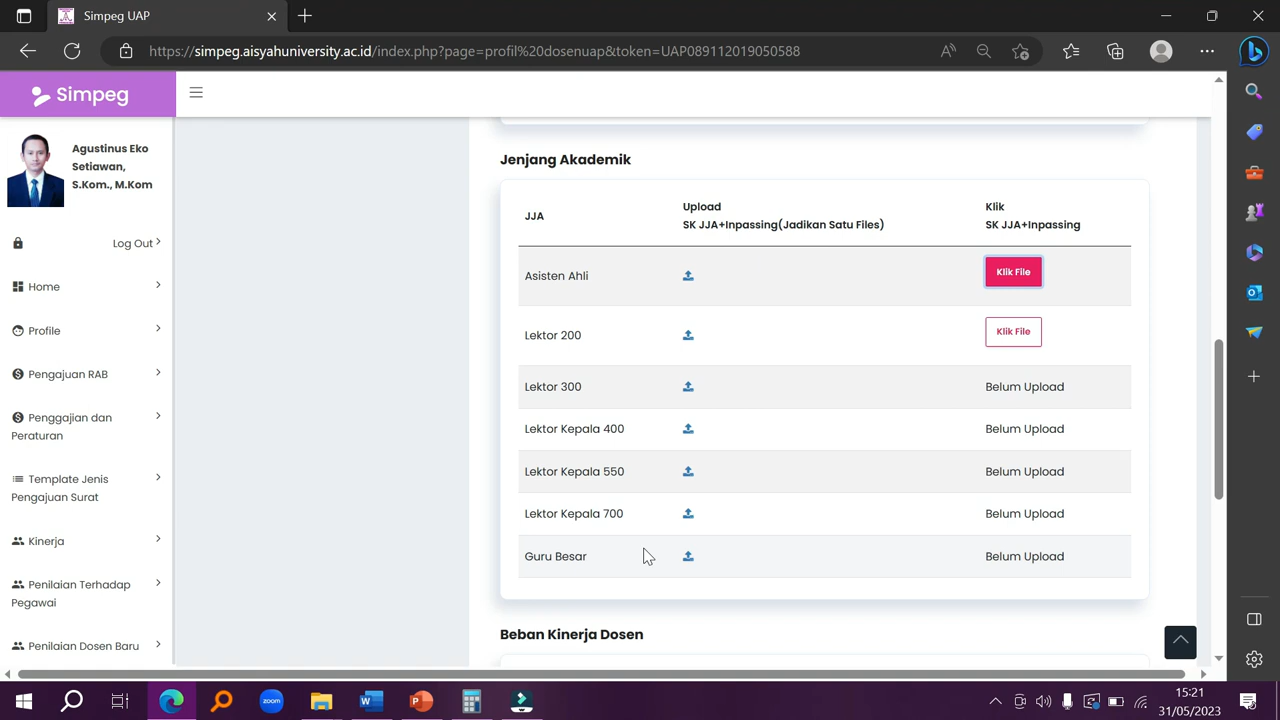 Simpeg UAP
https://simpeg.aisyahuniversity.ac.id/index.php?page=profil%20dosenuap&token=UAP089112019050588
Simpeg
Agustinus Eko
Setiawan,
S.Kom., M.Kom
Log Out
Home
Profile
Pengajuan RAB
Penggajian dan
Peraturan
Template Jenis
Pengajuan Surat
Kinerja
Penilaian Terhadap
Pegawai
Penilaian Dosen Baru
Jenjang Akademik
JJA
Upload
SK JJA+Inpassing(Jadikan Satu Files)
Klik
SK JJA+Inpassing
Asisten Ahli
Klik File
Lektor 200
Klik File
Lektor 300
Belum Upload
Lektor Kepala 400
Belum Upload
Lektor Kepala 550
Belum Upload
Lektor Kepala 700
Belum Upload
Guru Besar
Belum Upload
Beban Kinerja Dosen
zoom
15:21
31/05/2023